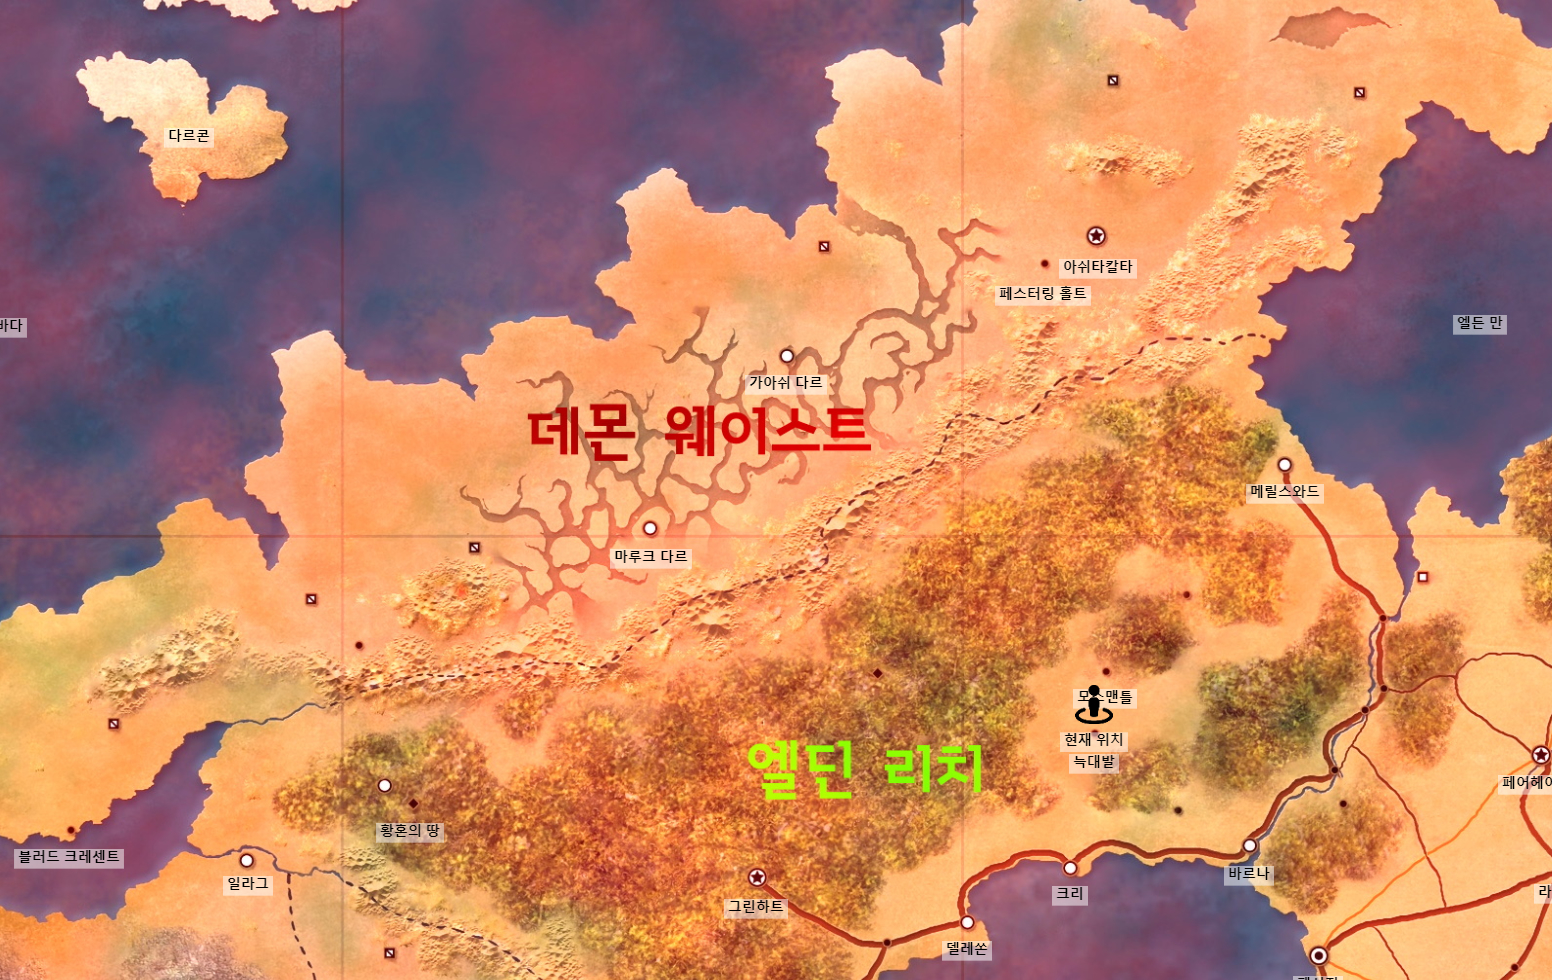 다르콘
아쉬타칼타
페스터링 홀트
바다
엘든 만
가아쉬 다르
데몬 웨이스트
메릴스와드
마루크 다르
현재 위치
늑대발
엘딘 리치
황혼의 땅
블러드 크레센트
일라그
그린하트
크리
바르나
델레쏜